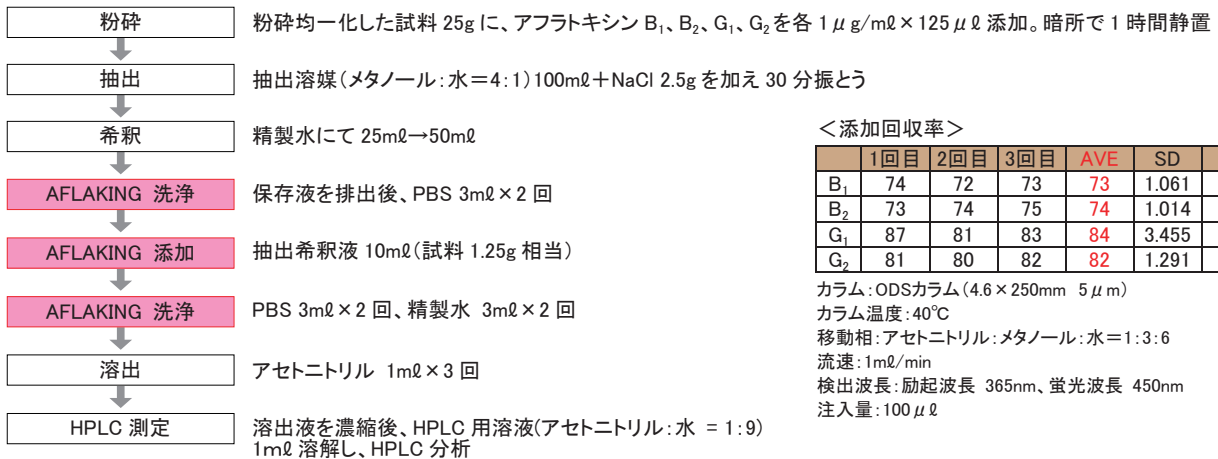 粉砕 粉砕均一化した試料 25g に、アフラトキシン B₁、B₂、G₁、G₂を各 1μg/mℓ×125μℓ 添加。暗所で 1 時間静置
抽出 抽出溶媒(メタノール:水=4:1)100mℓ+NaCl 2.5g を加え 30 分振とう
希釈 精製水にて 25mℓ→50mℓ
AFLAKING 洗浄 保存液を排出後、PBS 3mℓ×2 回
AFLAKING 添加 抽出希釈液 10mℓ(試料 1.25g 相当)
AFLAKING 洗浄 PBS 3mℓ×2 回、精製水 3mℓ×2 回
溶出 アセトニトリル 1mℓ×3 回
HPLC 測定 溶出液を濃縮後、HPLC 用溶液(アセトニトリル:水 = 1:9)
1mℓ 溶解し、HPLC 分析
<添加回収率>
1回目 2回目 3回目 AVE SD
B₁ 74 72 73 73 1.061
B₂ 73 74 75 74 1.014
G₁ 87 81 83 84 3.455
G₂ 81 80 82 82 1.291
カラム:ODSカラム(4.6×250mm 5μm)
カラム温度:40℃
移動相:アセトニトリル:メタノール:水=1:3:6
流速:1mℓ/min
検出波長:励起波長 365nm、蛍光波長 450nm
注入量:100μℓ